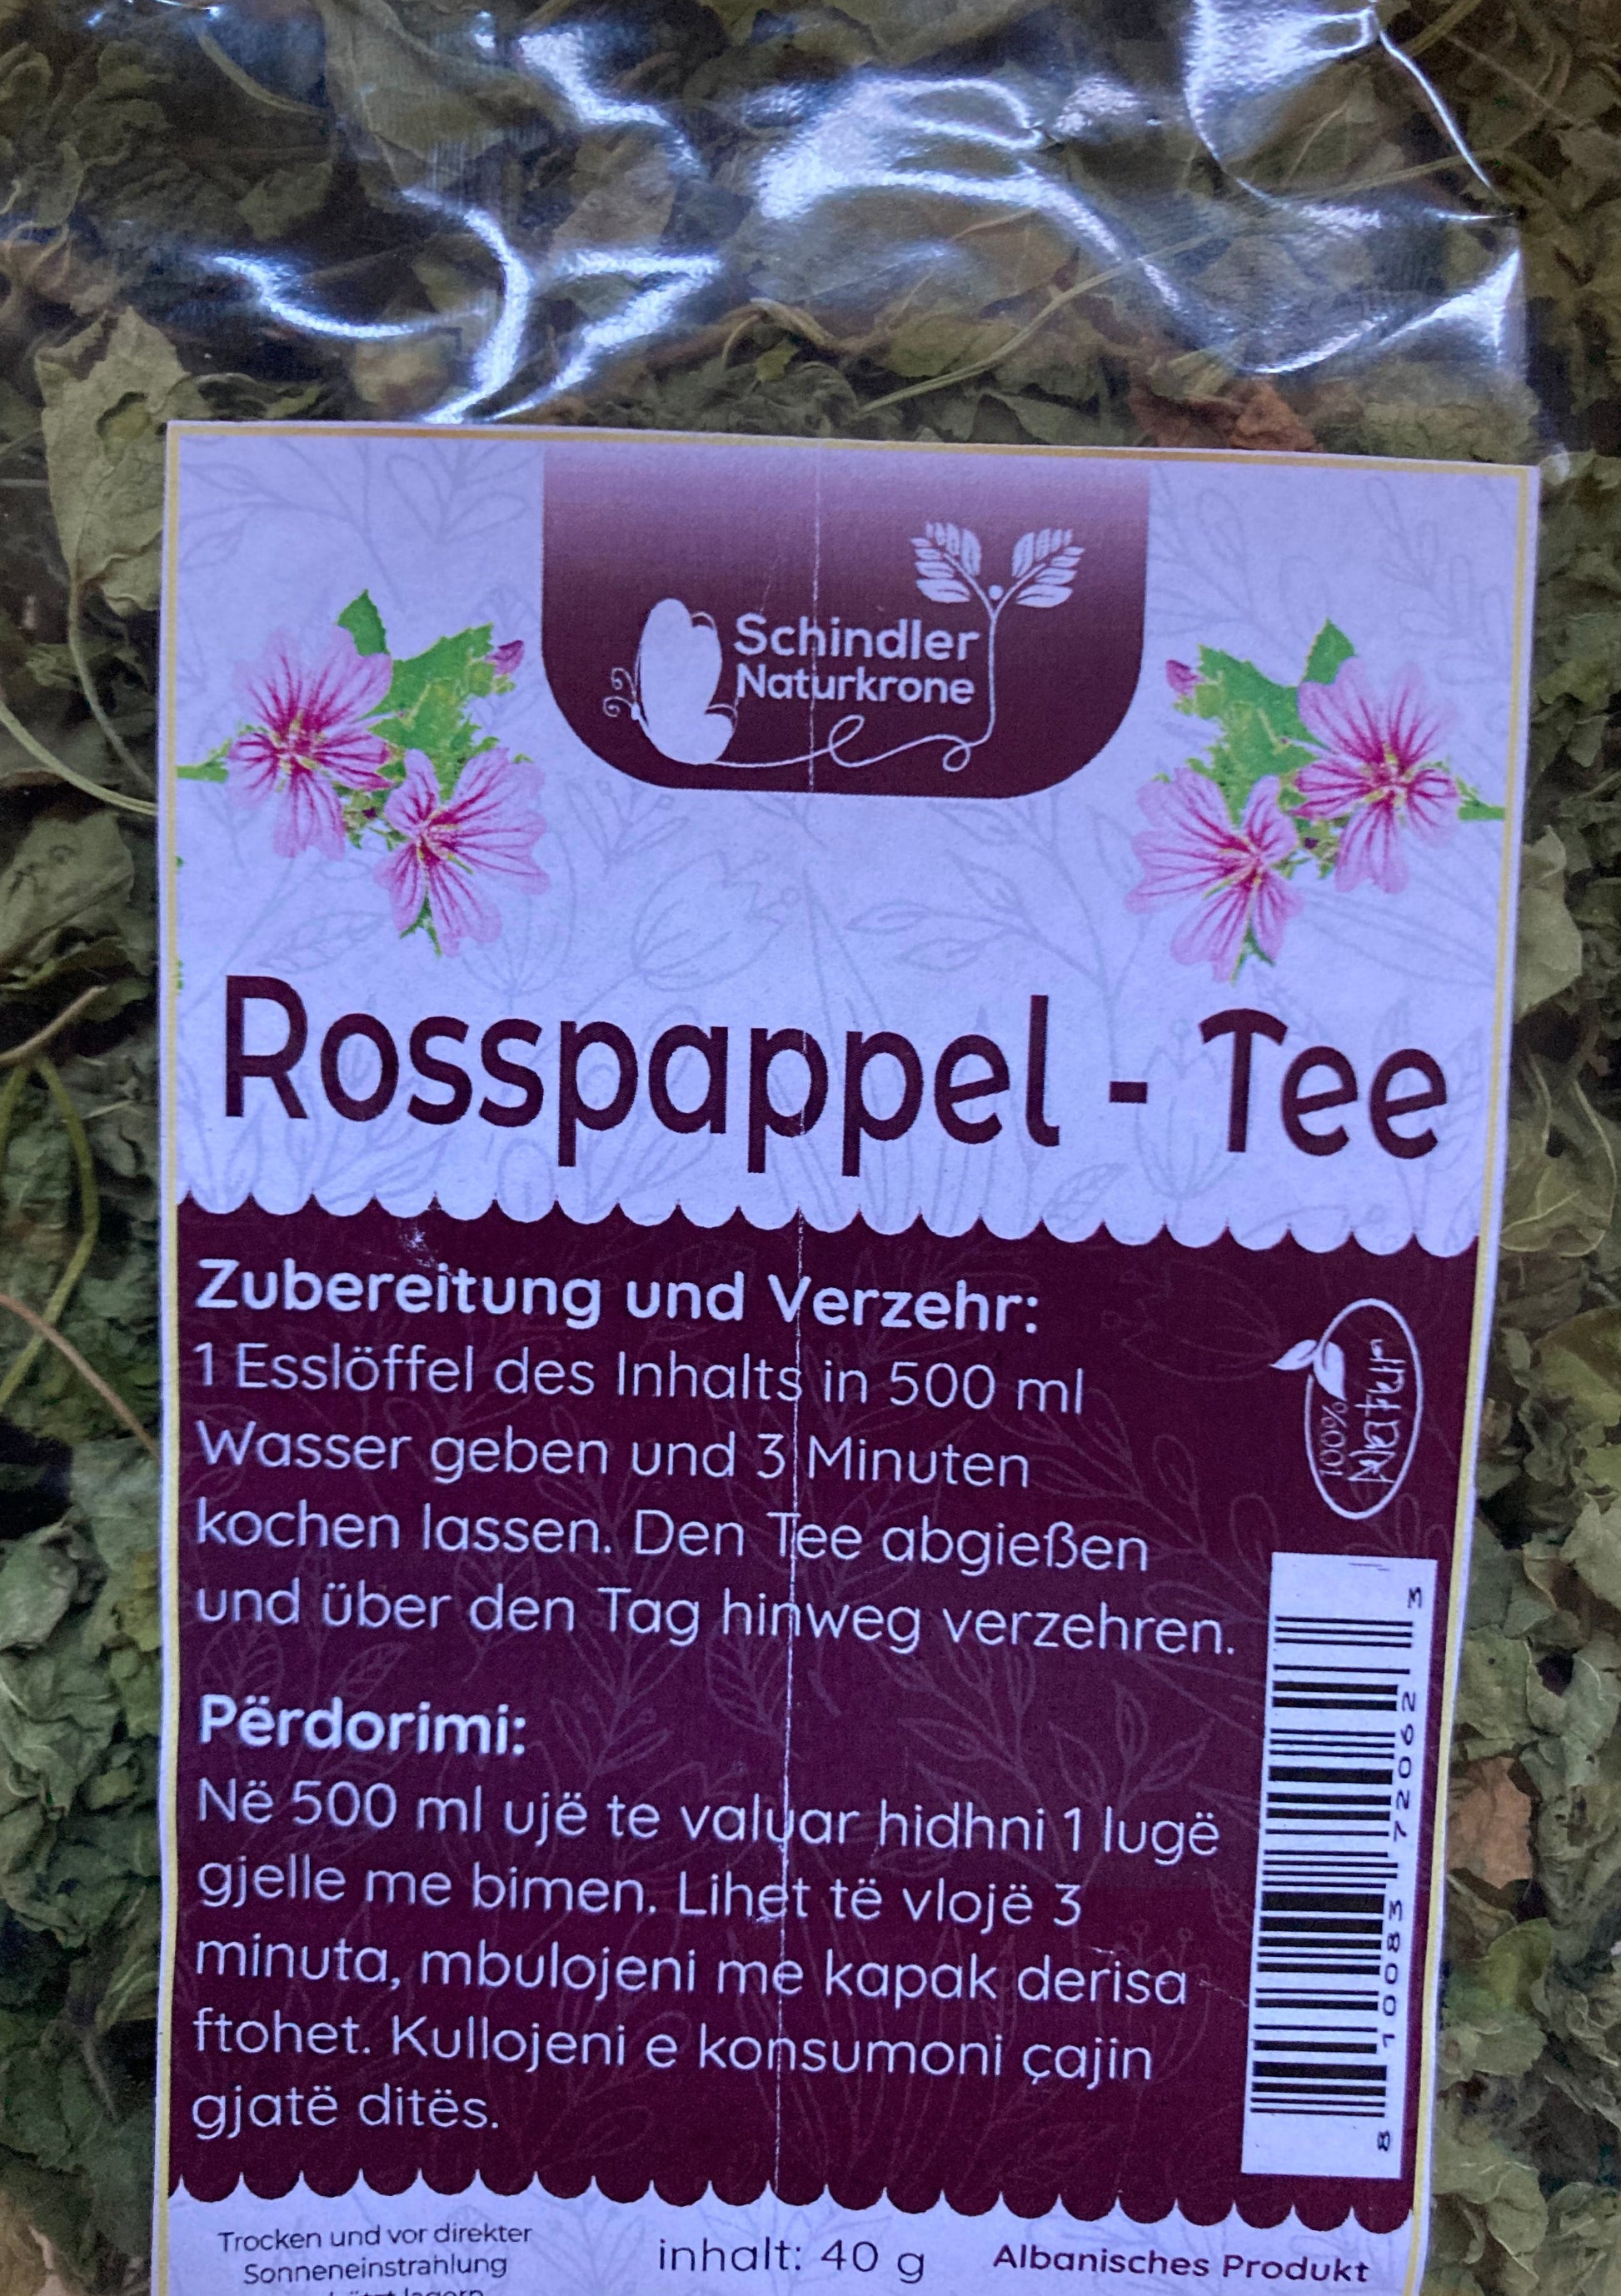 Schindler
Naturkrone
Rosspappel - Tee
Zubereitung und Verzehr:
1 Esslöffel des Inhalts in 500 ml
Wasser geben und 3 Minuten
kochen lassen. Den Tee abgießen
und über den Tag hinweg verzehren.
100%
Natur
Përdorimi:
Në 500 ml ujë te valuar hidhni 1 lugë
gjelle me bimen. Lihet të vlojë 3
minuta, mbulojeni me kapak derisa
ftohet. Kullojeni e konsumoni çajin
gjatë ditës.
8 10083 72062 3
Trocken und vor direkter
Sonneneinstrahlung
inhalt: 40 g
Albanisches Produkt